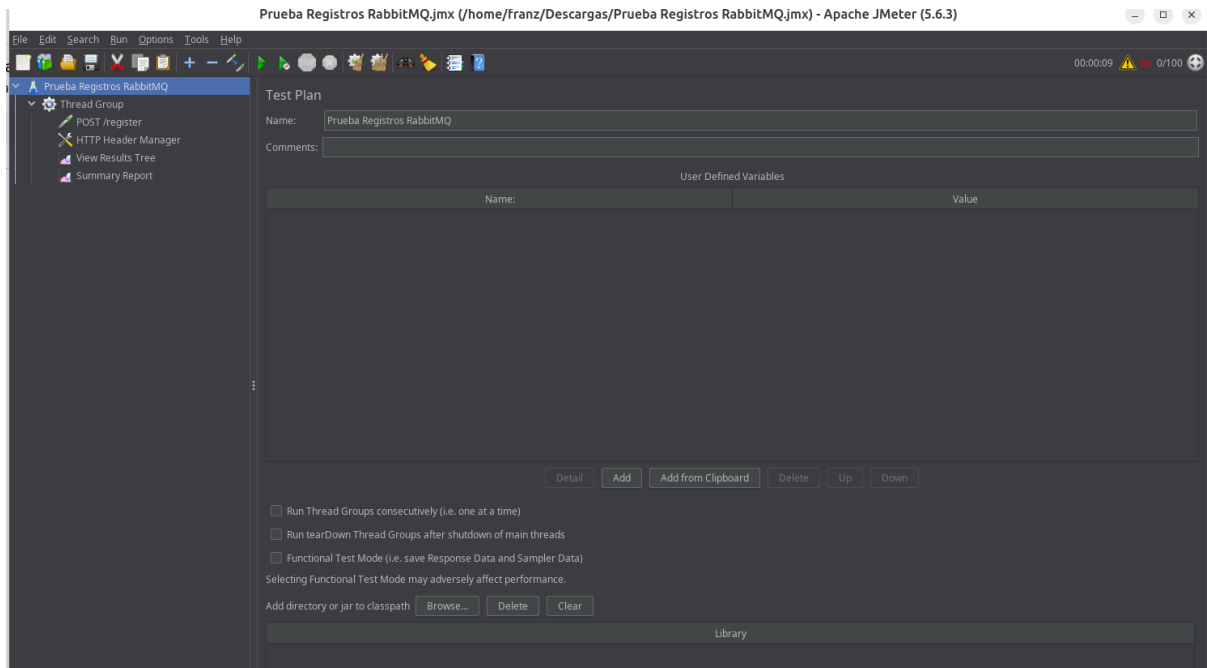 Prueba Registros RabbitMQ.jmx (/home/franz/Descargas/Prueba Registros RabbitMQ.jmx) - Apache JMeter (5.6.3)
File Edit Search Run Options Tools Help
00:00:09 0/100
Prueba Registros RabbitMQ
Thread Group
POST /register
HTTP Header Manager
View Results Tree
Summary Report
Test Plan
Name: Prueba Registros RabbitMQ
Comments:
User Defined Variables
Name: Value
Detail Add Add from Clipboard Delete Up Down
Run Thread Groups consecutively (i.e. one at a time)
Run tearDown Thread Groups after shutdown of main threads
Functional Test Mode (i.e. save Response Data and Sampler Data)
Selecting Functional Test Mode may adversely affect performance.
Add directory or jar to classpath Browse... Delete Clear
Library